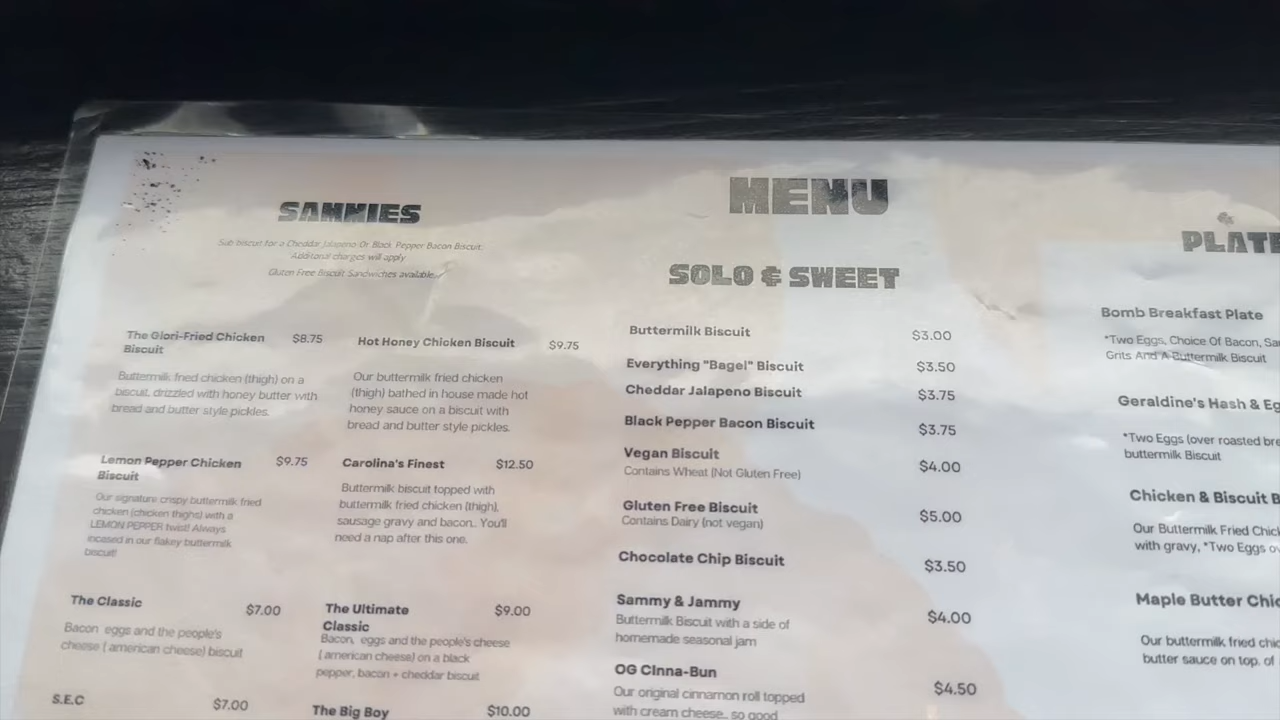 MENU
SAMMIES
Sub biscuit for a Cheddar Jalapeno Or Black Pepper Bacon Biscuit.
Additional charges will apply
Gluten Free Biscuit Sandwiches available
The Glori-Fried Chicken $8.75
Biscuit
Buttermilk fried chicken (thigh) on a
biscuit, drizzled with honey butter with
bread and butter style pickles.
Hot Honey Chicken Biscuit $9.75
Our buttermilk fried chicken
(thigh) bathed in house made hot
honey sauce on a biscuit with
bread and butter style pickles.
Lemon Pepper Chicken $9.75
Biscuit
Our signature crispy buttermilk fried
chicken (chicken thighs) with a
LEMON PEPPER twist! Always
incased in our flakey buttermilk
biscuit!
Carolina's Finest $12.50
Buttermilk biscuit topped with
buttermilk fried chicken (thigh),
sausage gravy and bacon.. You'll
need a nap after this one.
The Classic $7.00
Bacon eggs and the people's
cheese ( american cheese) biscuit
The Ultimate $9.00
Classic
Bacon, eggs and the people's cheese
( american cheese) on a black
pepper, bacon + cheddar biscuit
S.E.C $7.00
The Big Boy $10.00
SOLO & SWEET
Buttermilk Biscuit $3.00
Everything "Bagel" Biscuit $3.50
Cheddar Jalapeno Biscuit $3.75
Black Pepper Bacon Biscuit $3.75
Vegan Biscuit $4.00
Contains Wheat (Not Gluten Free)
Gluten Free Biscuit $5.00
Contains Dairy (not vegan)
Chocolate Chip Biscuit $3.50
Sammy & Jammy $4.00
Buttermilk Biscuit with a side of
homemade seasonal jam
OG CInna-Bun $4.50
Our original cinnamon roll topped
with cream cheese.. so good
PLATE
Bomb Breakfast Plate
*Two Eggs, Choice Of Bacon, Sau
Grits And A Buttermilk Biscuit
Geraldine's Hash & Eg
*Two Eggs (over roasted bre
buttermilk Biscuit
Chicken & Biscuit B
Our Buttermilk Fried Chic
with gravy, *Two Eggs ov
Maple Butter Chic
Our buttermilk fried chic
butter sauce on top. of